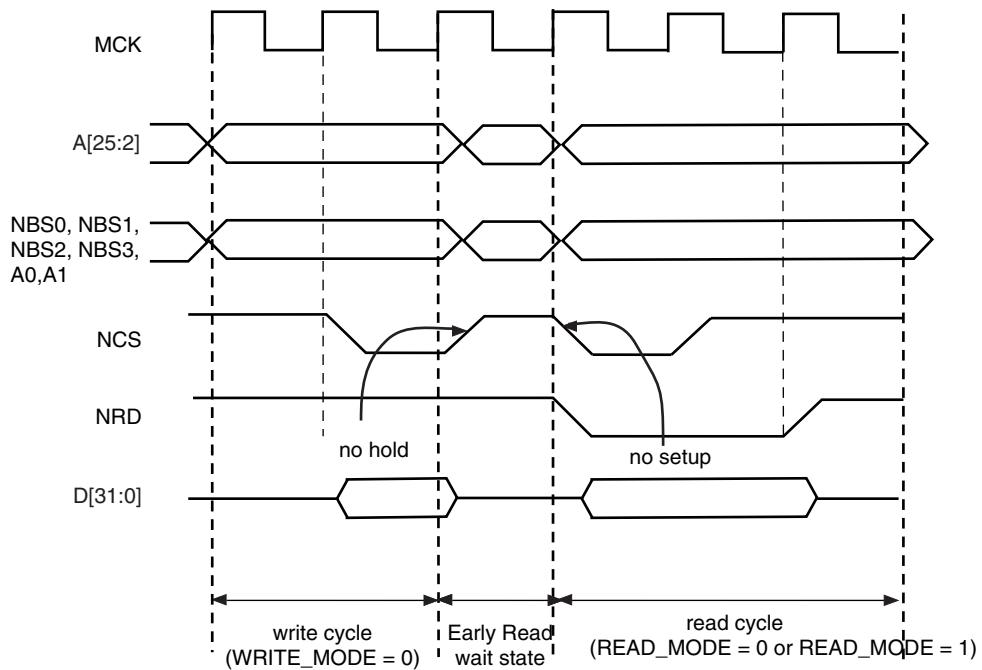 MCK
A[25:2]
NBS0, NBS1,
NBS2, NBS3,
A0,A1
NCS
NRD
no hold
no setup
D[31:0]
write cycle
(WRITE_MODE = 0)
Early Read
wait state
read cycle
(READ_MODE = 0 or READ_MODE = 1)